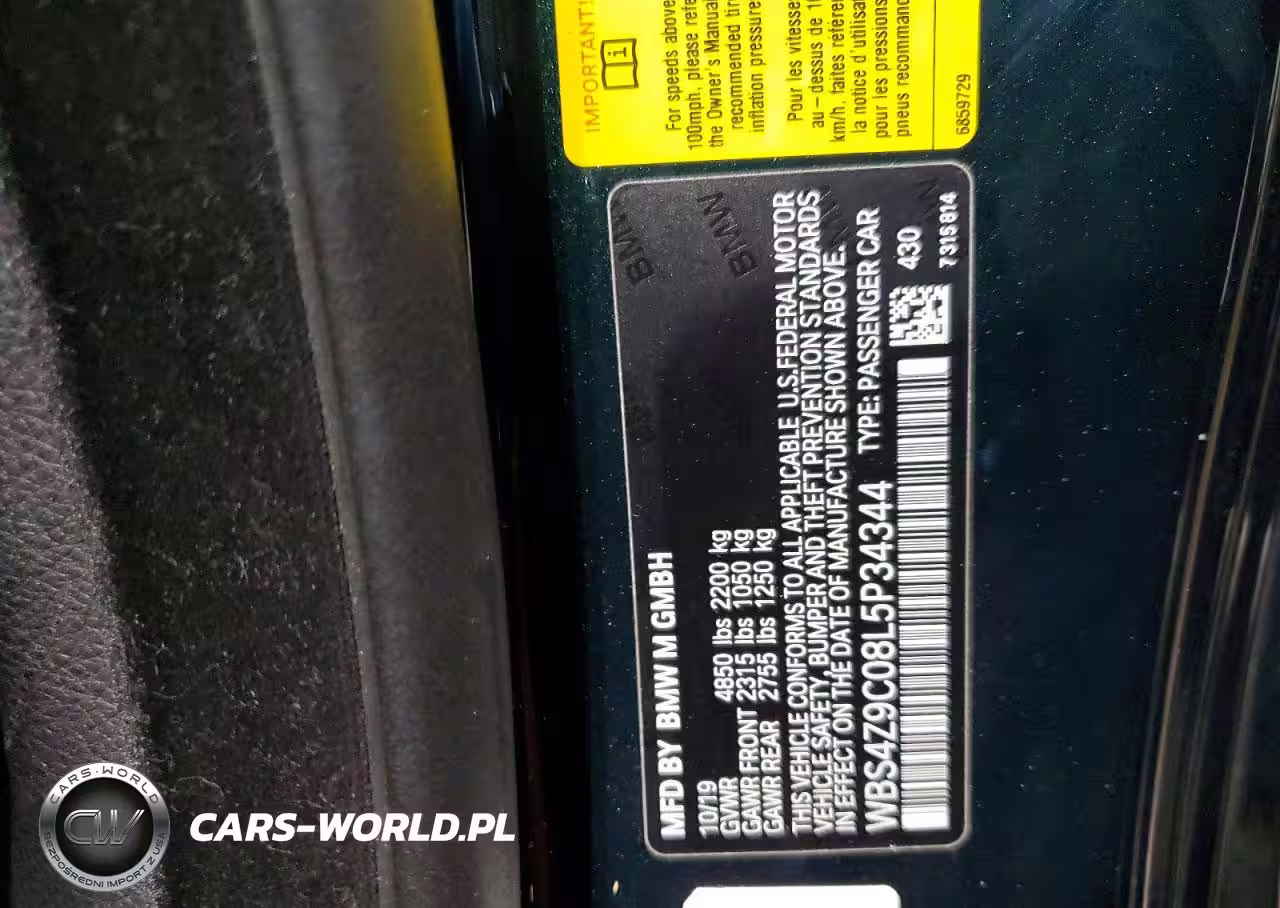 IMPORTANT!
For speeds above
100mph, please refe
the Owner's Manua
recommended tir
inflation pressure
Pour les vitesses
au-dessus de 1
km/h, faites référen
la notice d'utilisat
pour les pressions
pneus recommand
6859729
BMW
BMW
MFD BY BMW M GMBH
10/19
GVWR 4850 lbs 2200 kg
GAWR FRONT 2315 lbs 1050 kg
GAWR REAR 2755 lbs 1250 kg
THIS VEHICLE CONFORMS TO ALL APPLICABLE U.S.FEDERAL MOTOR
VEHICLE SAFETY, BUMPER AND THEFT PREVENTION STANDARDS
IN EFFECT ON THE DATE OF MANUFACTURE SHOWN ABOVE.
WBS4Z9C08L5P34344 TYPE: PASSENGER CAR
430
7315814
CARS-WORLD
CW
BEZPOŚREDNI IMPORT Z USA
CARS-WORLD.PL